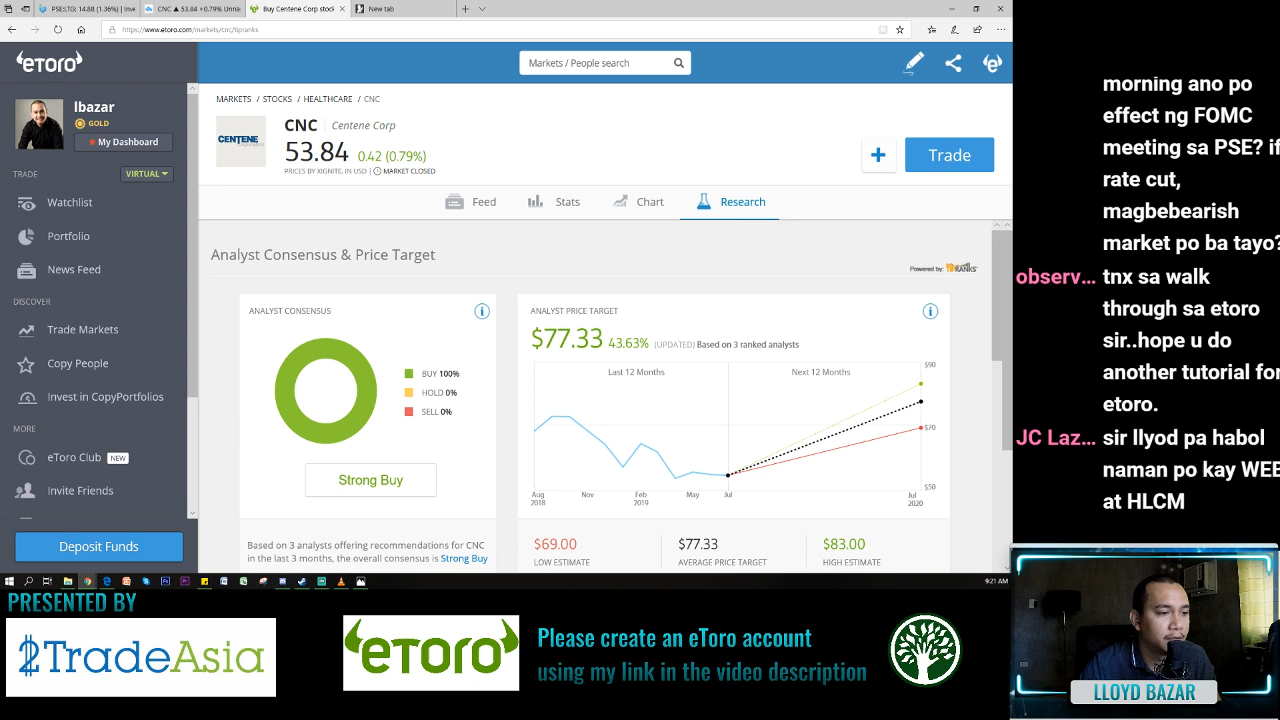 PSE:LTG: 14.88 (1.36%) | Inve
CNC ▲ 53.84 +0.79% Unna
Buy Centene Corp stock
New tab
https://www.etoro.com/markets/cnc/tipranks
eToro
Markets / People search
lbazar
GOLD
My Dashboard
TRADE
VIRTUAL
Watchlist
Portfolio
News Feed
DISCOVER
Trade Markets
Copy People
Invest in CopyPortfolios
MORE
eToro Club NEW
Invite Friends
Deposit Funds
MARKETS / STOCKS / HEALTHCARE / CNC
CENTENE
CNC Centene Corp
53.84 0.42 (0.79%)
PRICES BY XIGNITE, IN USD | MARKET CLOSED
Trade
Feed
Stats
Chart
Research
Analyst Consensus & Price Target
Powered by: TIPRANKS
ANALYST CONSENSUS
BUY 100%
HOLD 0%
SELL 0%
Strong Buy
Based on 3 analysts offering recommendations for CNC
in the last 3 months, the overall consensus is Strong Buy
ANALYST PRICE TARGET
$77.33 43.63% (UPDATED) Based on 3 ranked analysts
Last 12 Months
Next 12 Months
$90
$70
$50
Aug 2018
Nov
Feb 2019
May
Jul
Jul 2020
$69.00
LOW ESTIMATE
$77.33
AVERAGE PRICE TARGET
$83.00
HIGH ESTIMATE
9:21 AM
morning ano po
effect ng FOMC
meeting sa PSE? if
rate cut,
magbebearish
market po ba tayo?
observ… tnx sa walk
through sa etoro
sir..hope u do
another tutorial for
etoro.
JC Laz… sir llyod pa habol
naman po kay WEB
at HLCM
PRESENTED BY
2TradeAsia
eToro
Please create an eToro account
using my link in the video description
LLOYD BAZAR